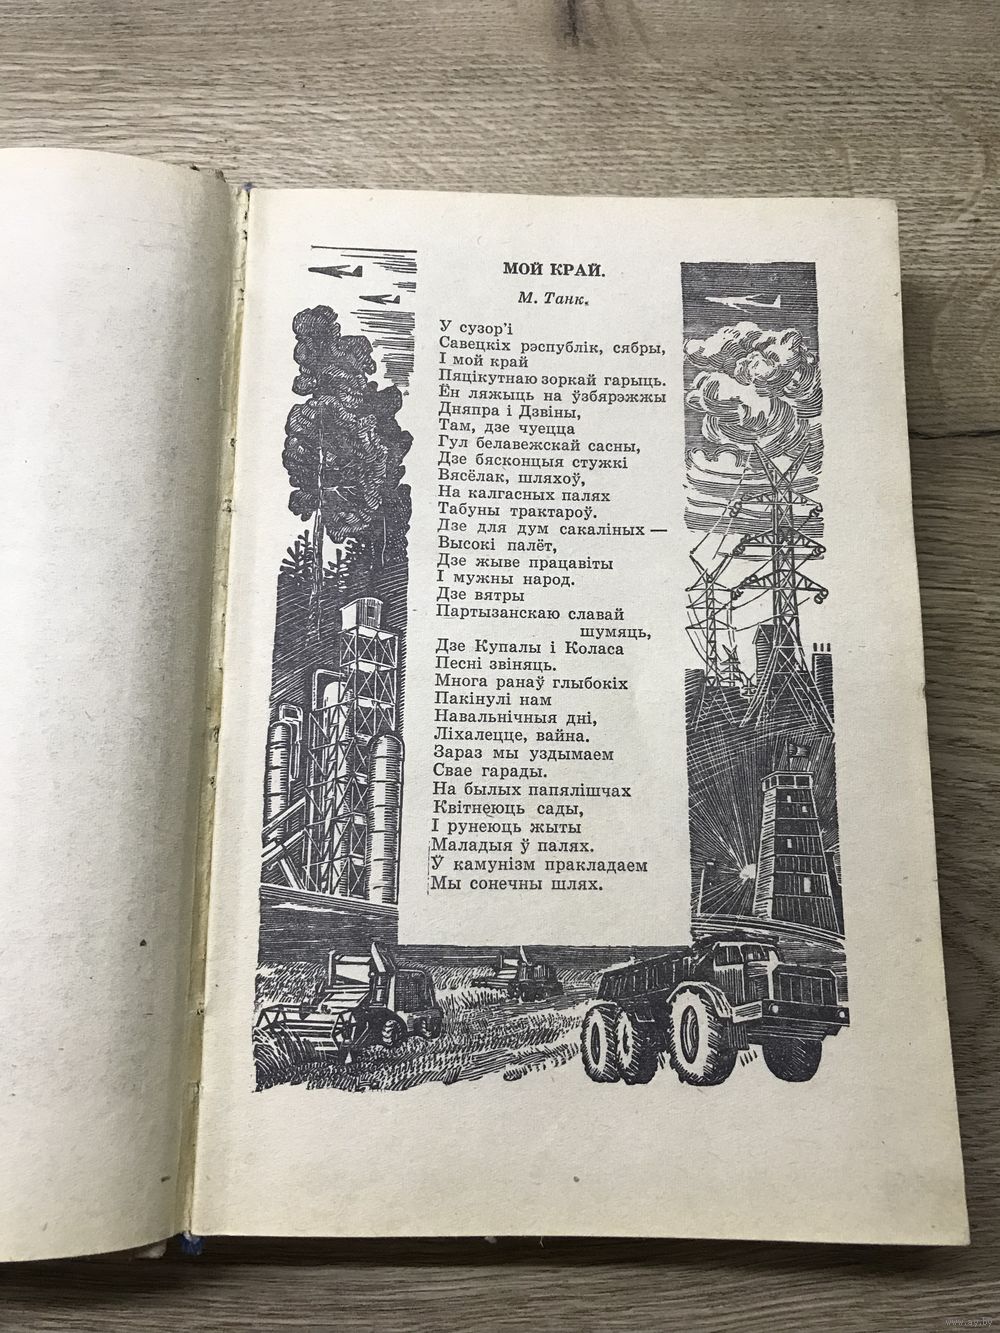 МОЙ КРАЙ.
М. Танк.
У сузор'і
Савецкіх рэспублік, сябры,
І мой край
Пяцікутнаю зоркай гарыць.
Ён ляжыць на ўзбярэжжы
Дняпра і Дзвіны,
Там, дзе чуецца
Гул белавежскай сасны,
Дзе бясконцыя стужкі
Вясёлак, шляхоў,
На калгасных палях
Табуны трактароў.
Дзе для дум сакаліных —
Высокі палёт,
Дзе жыве працавіты
І мужны народ.
Дзе вятры
Партызанскаю славай
шумяць,
Дзе Купалы і Коласа
Песні звіняць.
Многа ранаў глыбокіх
Пакінулі нам
Навальнічныя дні,
Ліхалецце, вайна.
Зараз мы уздымаем
Свае гарады.
На былых папялішчах
Квітнеюць сады,
І рунеюць жыты
Маладыя ў палях.
Ў камунізм пракладаем
Мы сонечны шлях.
www.ay.by